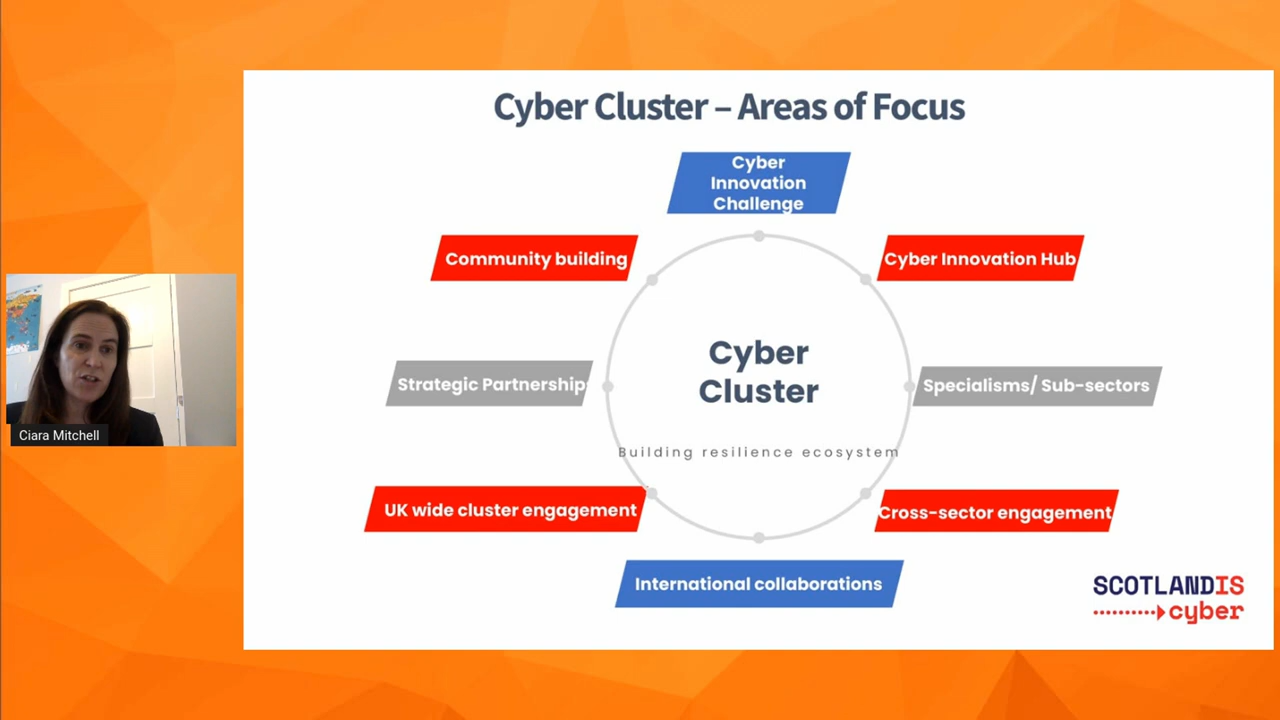 Cyber Cluster – Areas of Focus
Cyber
Innovation
Challenge
Community building
Cyber Innovation Hub
Cyber
Cluster
Strategic Partnership
Specialisms/ Sub-sectors
Building resilience ecosystem
UK wide cluster engagement
Cross-sector engagement
International collaborations
SCOTLANDIS
cyber
Ciara Mitchell